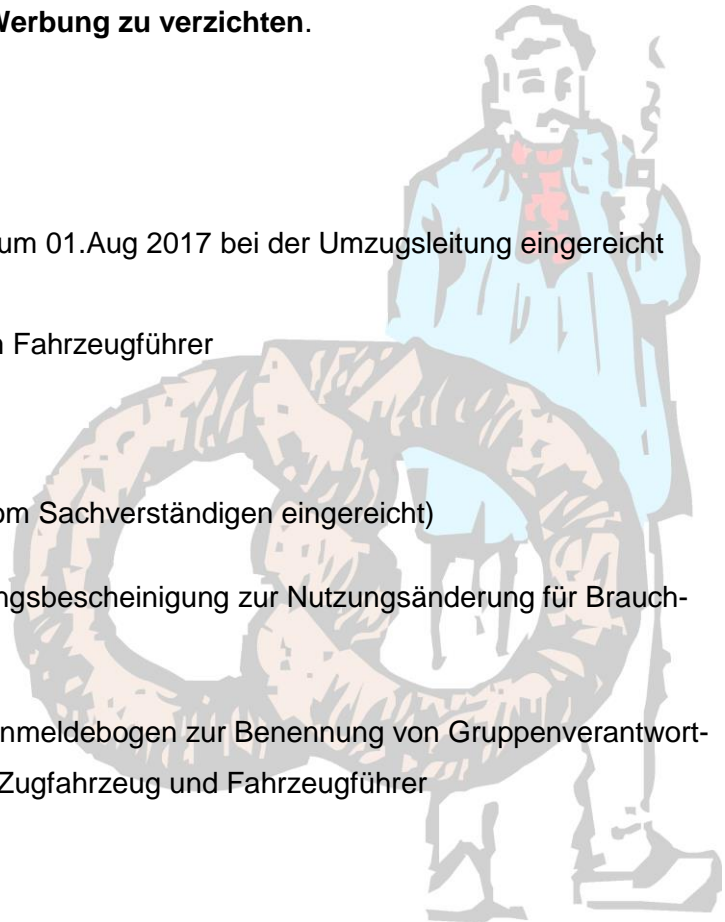 Werbung zu verzichten.
um 01.Aug 2017 bei der Umzugsleitung eingereicht
Fahrzeugführer
om Sachverständigen eingereicht)
ngsbescheinigung zur Nutzungsänderung für Brauch-
nmeldebogen zur Benennung von Gruppenverantwort-
Zugfahrzeug und Fahrzeugführer